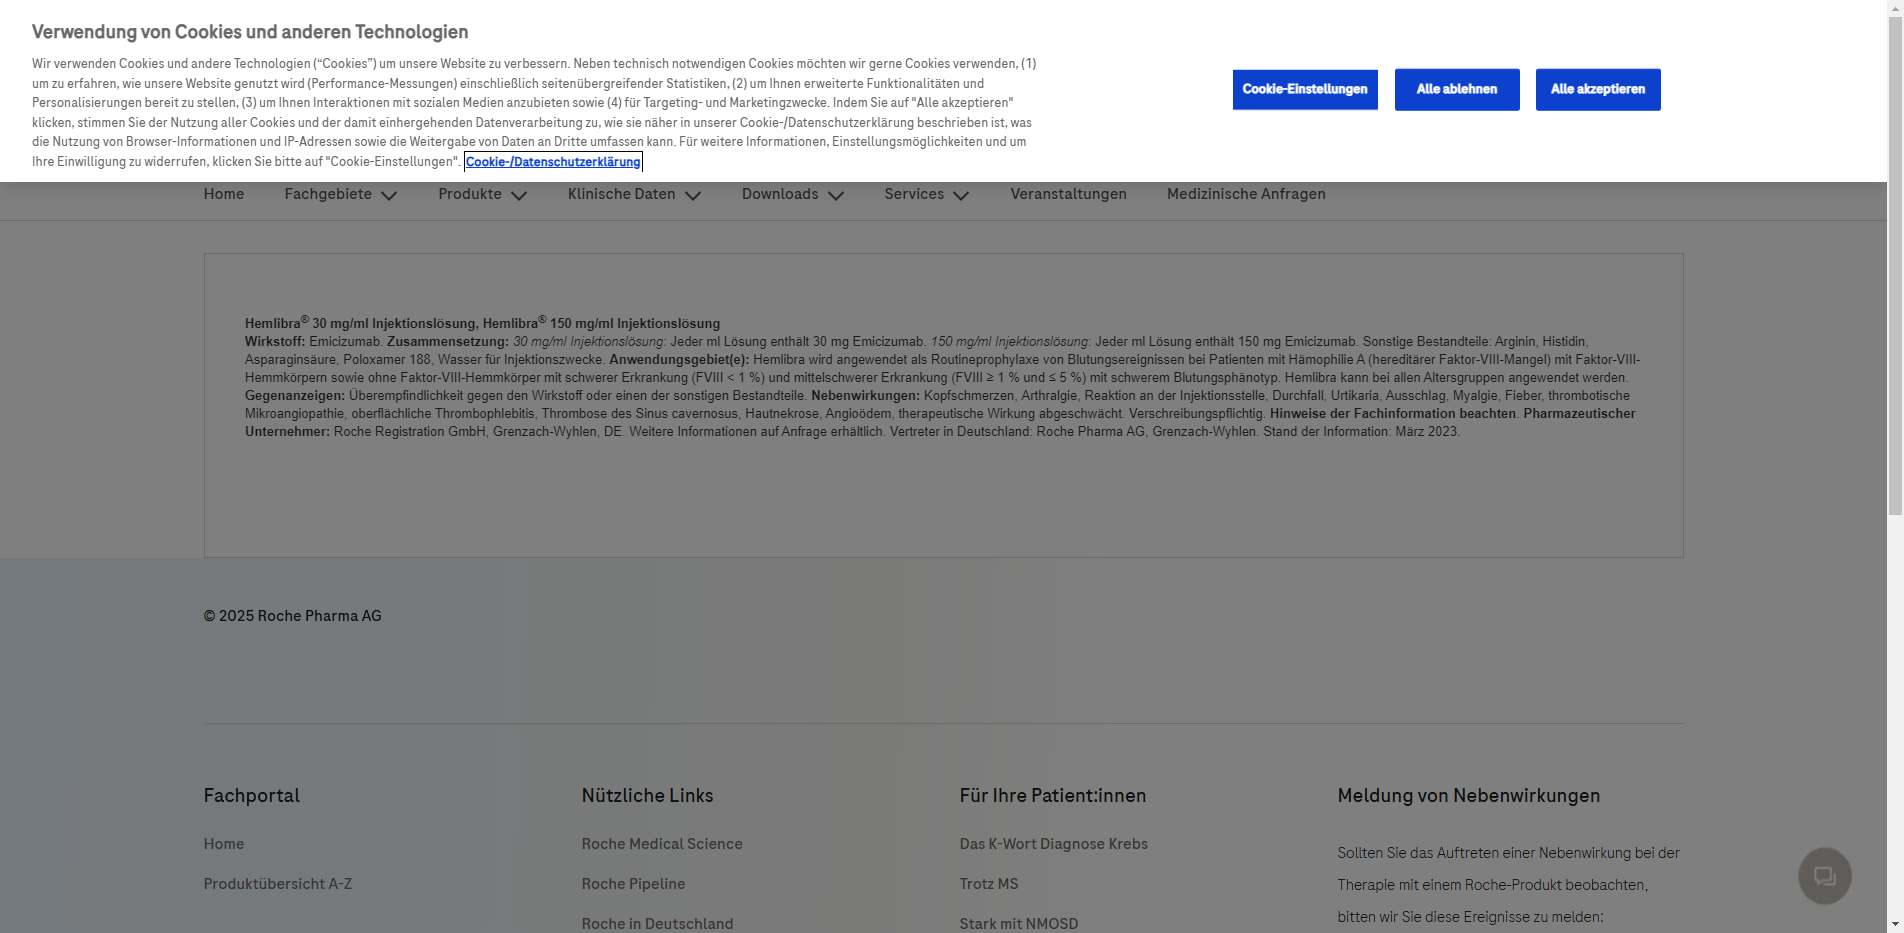 Verwendung von Cookies und anderen Technologien
Wir verwenden Cookies und andere Technologien (“Cookies”) um unsere Website zu verbessern. Neben technisch notwendigen Cookies möchten wir gerne Cookies verwenden, (1)
um zu erfahren, wie unsere Website genutzt wird (Performance-Messungen) einschließlich seitenübergreifender Statistiken, (2) um Ihnen erweiterte Funktionalitäten und
Personalisierungen bereit zu stellen, (3) um Ihnen Interaktionen mit sozialen Medien anzubieten sowie (4) für Targeting- und Marketingzwecke. Indem Sie auf "Alle akzeptieren"
klicken, stimmen Sie der Nutzung aller Cookies und der damit einhergehenden Datenverarbeitung zu, wie sie näher in unserer Cookie-/Datenschutzerklärung beschrieben ist, was
die Nutzung von Browser-Informationen und IP-Adressen sowie die Weitergabe von Daten an Dritte umfassen kann. Für weitere Informationen, Einstellungsmöglichkeiten und um
Ihre Einwilligung zu widerrufen, klicken Sie bitte auf "Cookie-Einstellungen". Cookie-/Datenschutzerklärung
Cookie-Einstellungen
Alle ablehnen
Alle akzeptieren
Home Fachgebiete Produkte Klinische Daten Downloads Services Veranstaltungen Medizinische Anfragen
Hemlibra® 30 mg/ml Injektionslösung, Hemlibra® 150 mg/ml Injektionslösung
Wirkstoff: Emicizumab. Zusammensetzung: 30 mg/ml Injektionslösung: Jeder ml Lösung enthält 30 mg Emicizumab. 150 mg/ml Injektionslösung: Jeder ml Lösung enthält 150 mg Emicizumab. Sonstige Bestandteile: Arginin, Histidin,
Asparaginsäure, Poloxamer 188, Wasser für Injektionszwecke. Anwendungsgebiet(e): Hemlibra wird angewendet als Routineprophylaxe von Blutungsereignissen bei Patienten mit Hämophilie A (hereditärer Faktor-VIII-Mangel) mit Faktor-VIII-
Hemmkörpern sowie ohne Faktor-VIII-Hemmkörper mit schwerer Erkrankung (FVIII < 1 %) und mittelschwerer Erkrankung (FVIII ≥ 1 % und ≤ 5 %) mit schwerem Blutungsphänotyp. Hemlibra kann bei allen Altersgruppen angewendet werden.
Gegenanzeigen: Überempfindlichkeit gegen den Wirkstoff oder einen der sonstigen Bestandteile. Nebenwirkungen: Kopfschmerzen, Arthralgie, Reaktion an der Injektionsstelle, Durchfall, Urtikaria, Ausschlag, Myalgie, Fieber, thrombotische
Mikroangiopathie, oberflächliche Thrombophlebitis, Thrombose des Sinus cavernosus, Hautnekrose, Angioödem, therapeutische Wirkung abgeschwächt. Verschreibungspflichtig. Hinweise der Fachinformation beachten. Pharmazeutischer
Unternehmer: Roche Registration GmbH, Grenzach-Wyhlen, DE. Weitere Informationen auf Anfrage erhältlich. Vertreter in Deutschland: Roche Pharma AG, Grenzach-Wyhlen. Stand der Information: März 2023.
© 2025 Roche Pharma AG
Fachportal
Home
Produktübersicht A-Z
Nützliche Links
Roche Medical Science
Roche Pipeline
Roche in Deutschland
Für Ihre Patient:innen
Das K-Wort Diagnose Krebs
Trotz MS
Stark mit NMOSD
Meldung von Nebenwirkungen
Sollten Sie das Auftreten einer Nebenwirkung bei der
Therapie mit einem Roche-Produkt beobachten,
bitten wir Sie diese Ereignisse zu melden: